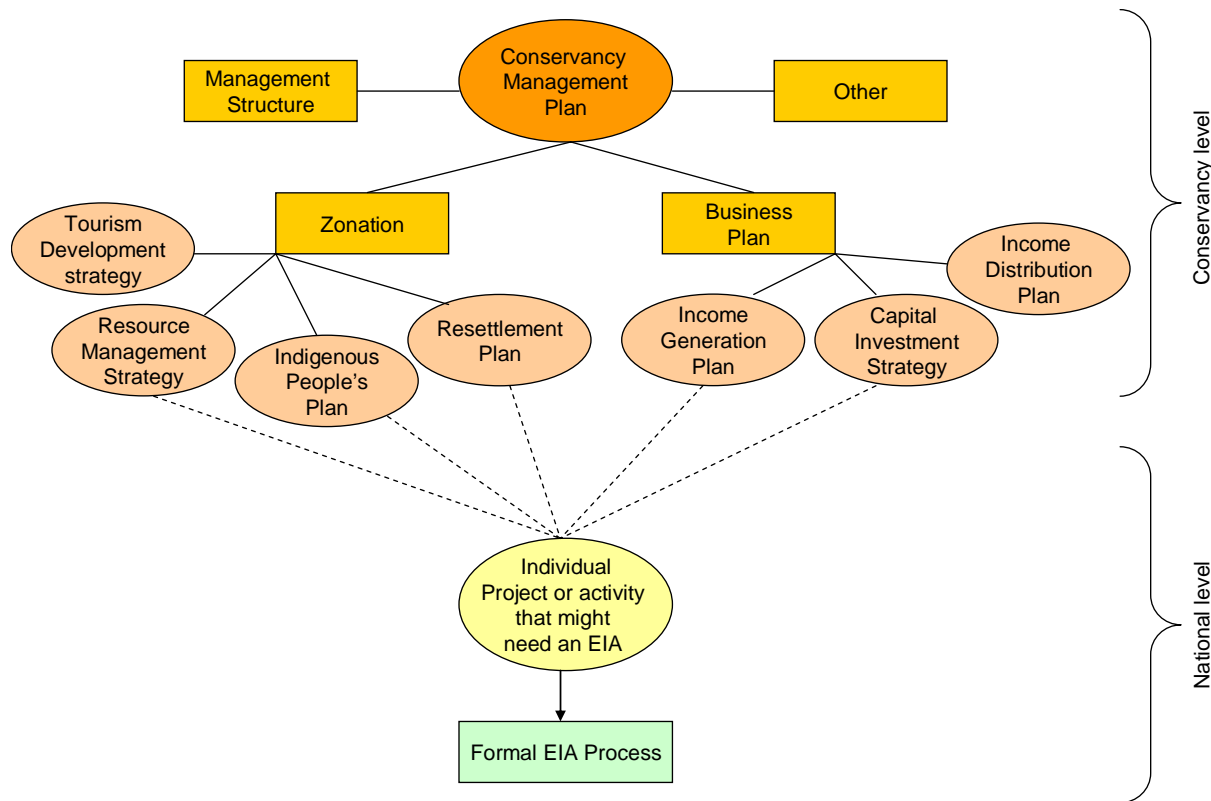 Conservancy
Management
Plan
Management
Structure
Other
Zonation
Business
Plan
Tourism
Development
strategy
Resource
Management
Strategy
Indigenous
People's
Plan
Resettlement
Plan
Income
Generation
Plan
Capital
Investment
Strategy
Income
Distribution
Plan
Conservancy level
Individual
Project or activity
that might
need an EIA
Formal EIA Process
National level